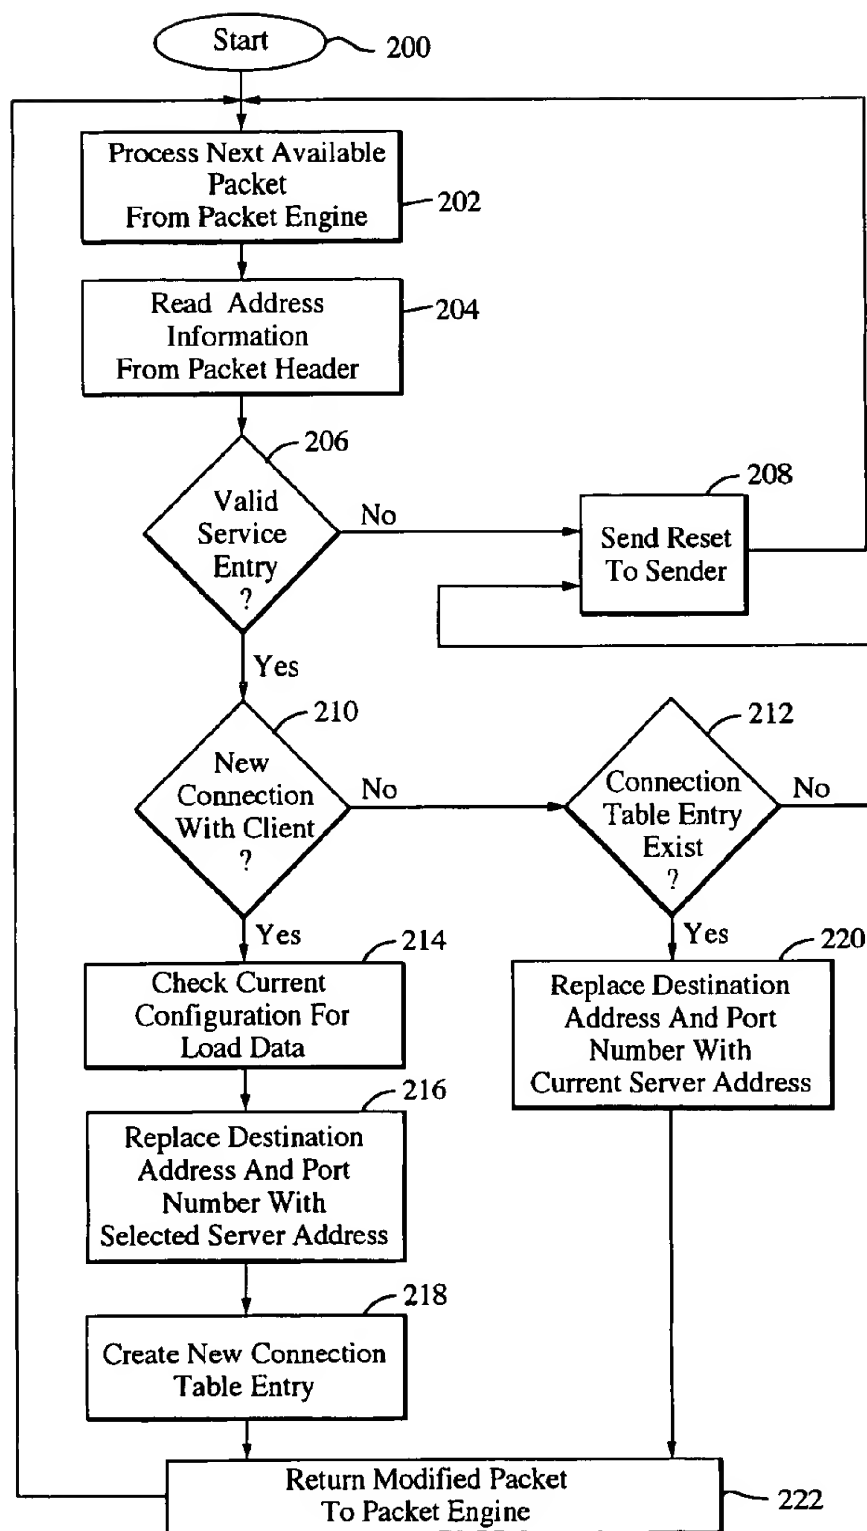 Start
200
Process Next Available
Packet
From Packet Engine
202
Read Address
Information
From Packet Header
204
206
Valid
Service
Entry
?
No
Yes
208
Send Reset
To Sender
210
New
Connection
With Client
?
No
Yes
212
Connection
Table Entry
Exist
?
No
Yes
214
Check Current
Configuration For
Load Data
220
Replace Destination
Address And Port
Number With
Current Server Address
216
Replace Destination
Address And Port
Number With
Selected Server Address
218
Create New Connection
Table Entry
Return Modified Packet
To Packet Engine
222